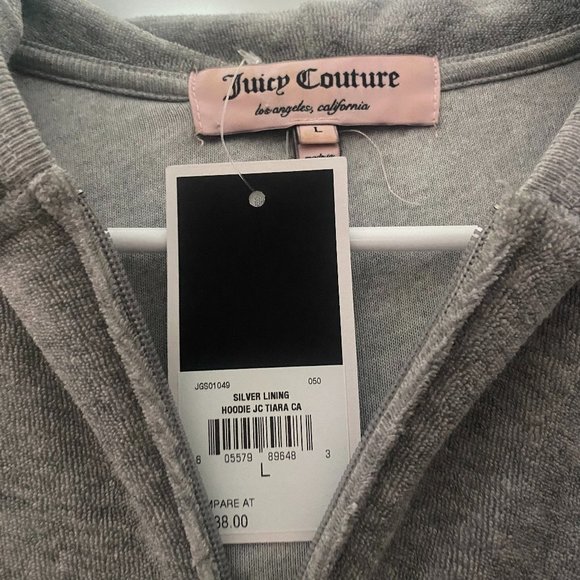 Juicy Couture
los angeles, california
L
JGS01049 050
SILVER LINING
HOODIE JC TIARA CA
6 05579 89648 3
L
MPARE AT
38.00